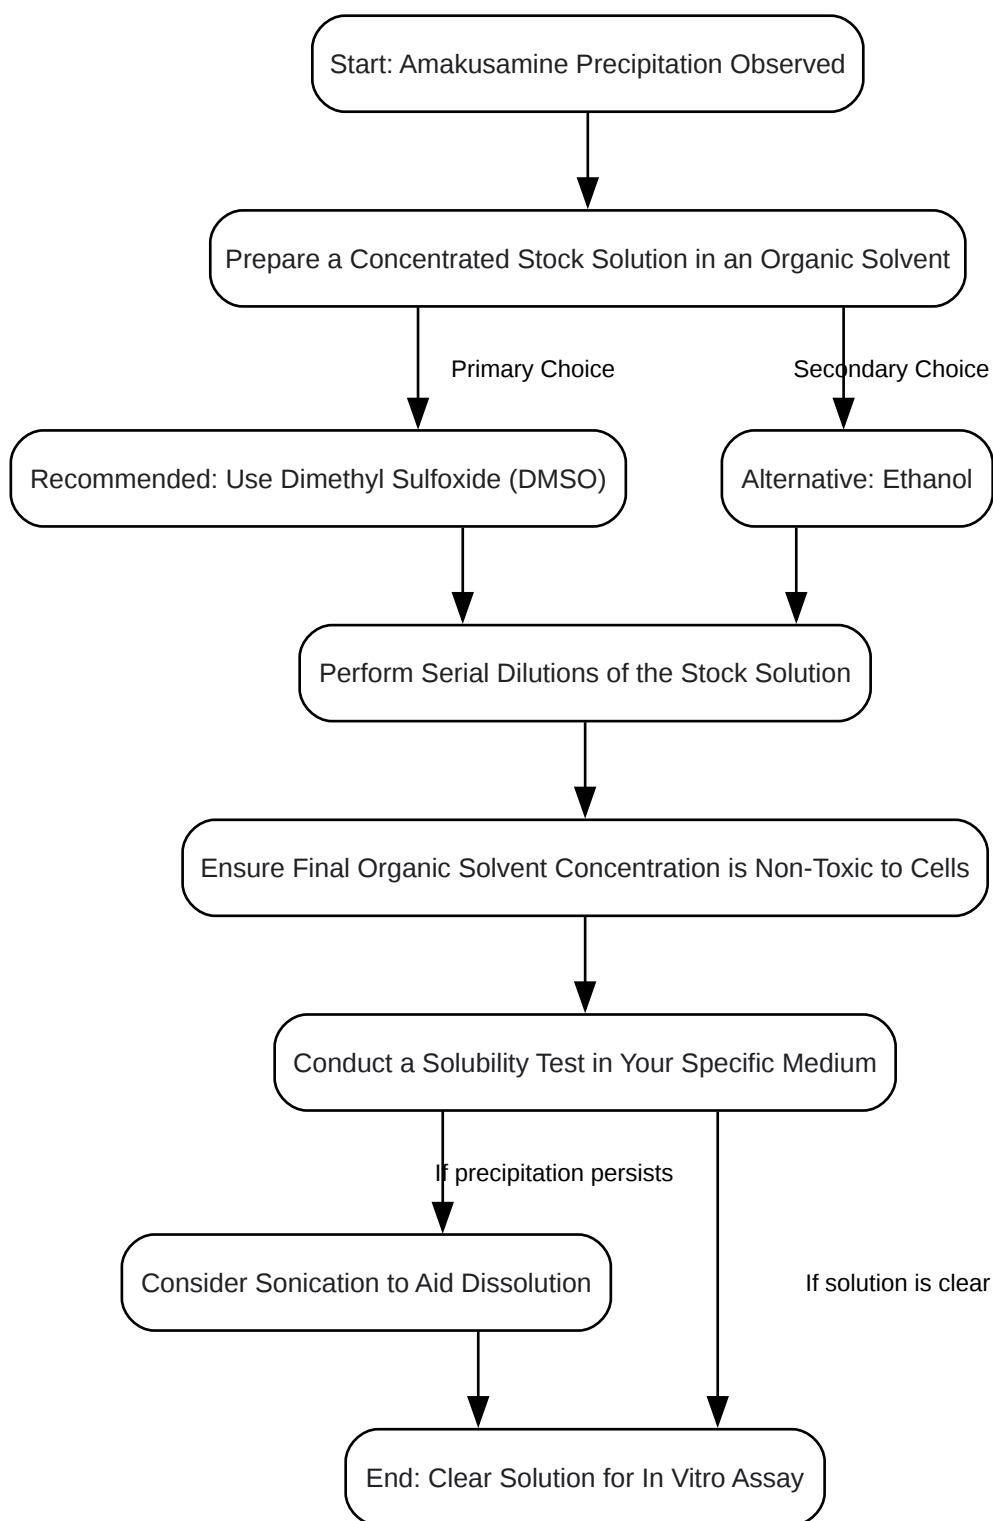 Start: Amakusamine Precipitation Observed
Prepare a Concentrated Stock Solution in an Organic Solvent
Primary Choice
Secondary Choice
Recommended: Use Dimethyl Sulfoxide (DMSO)
Alternative: Ethanol
Perform Serial Dilutions of the Stock Solution
Ensure Final Organic Solvent Concentration is Non-Toxic to Cells
Conduct a Solubility Test in Your Specific Medium
If precipitation persists
Consider Sonication to Aid Dissolution
If solution is clear
End: Clear Solution for In Vitro Assay